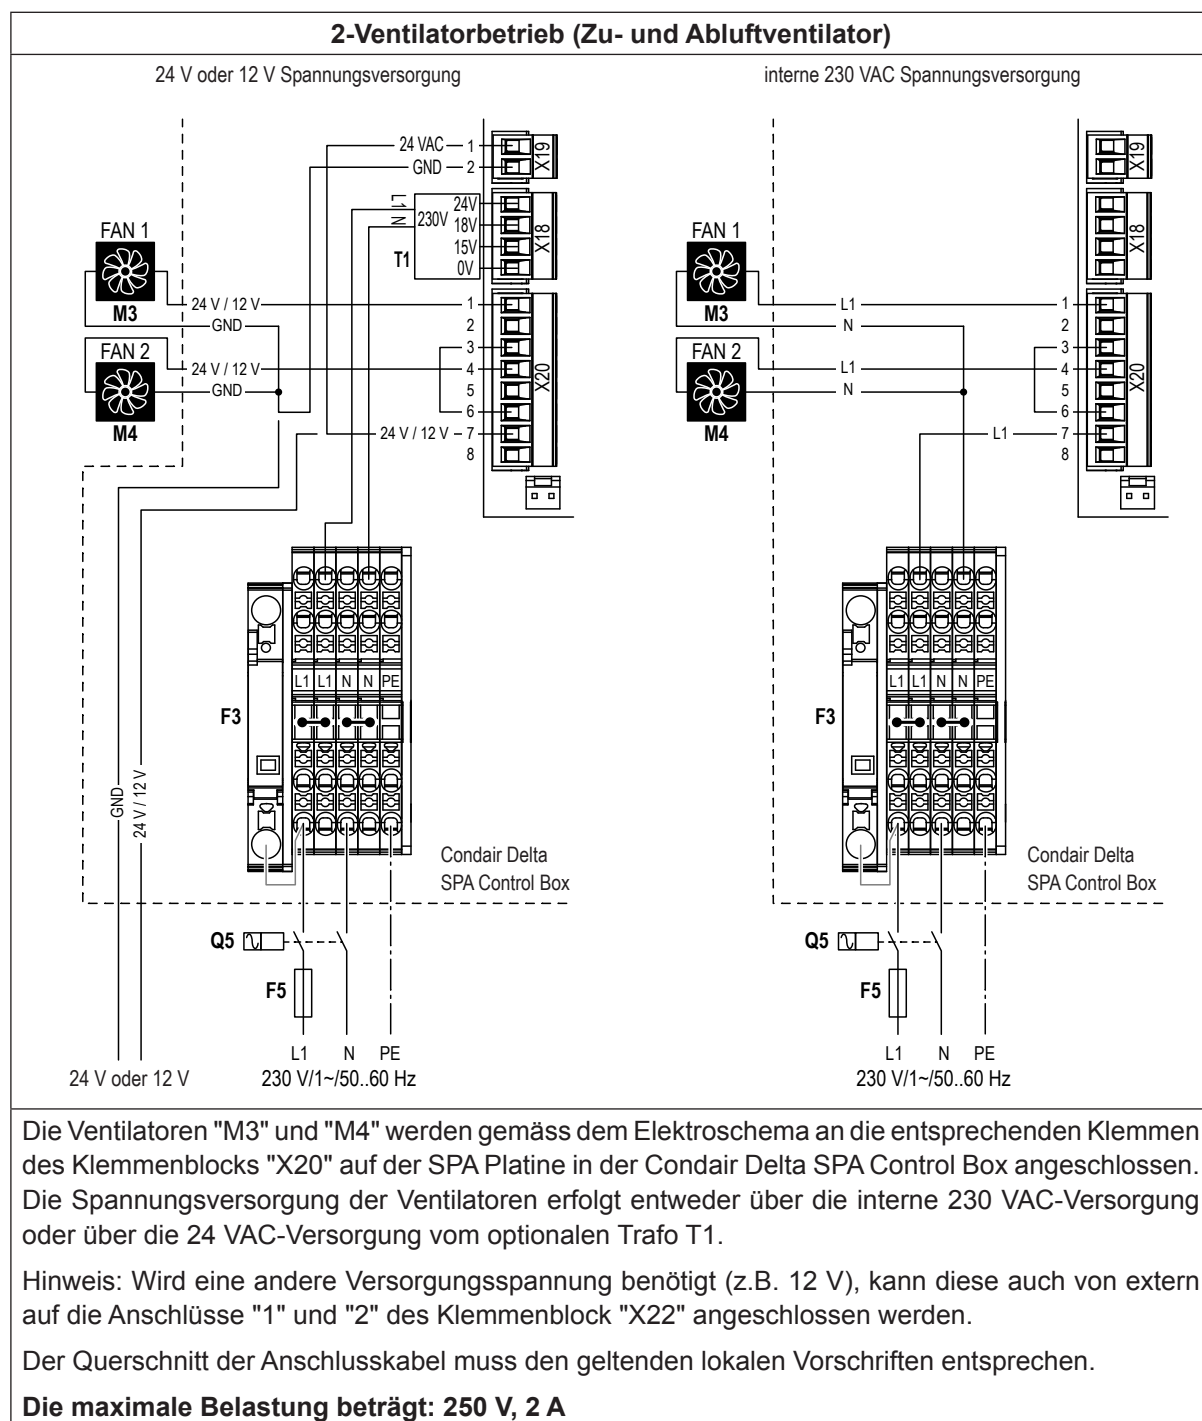 2-Ventilatorbetrieb (Zu- und Abluftventilator)
24 V oder 12 V Spannungsversorgung
24 VAC
1
GND
2
X19
L1
N
230V
24V
18V
15V
0V
T1
X18
FAN 1
M3
24 V / 12 V
GND
FAN 2
M4
24 V / 12 V
GND
24 V / 12 V
1
2
3
4
5
6
7
8
X20
L1 L1 N N PE
F3
GND
24 V / 12 V
Condair Delta
SPA Control Box
Q5
F5
L1 N PE
24 V oder 12 V
230 V/1~/50..60 Hz
interne 230 VAC Spannungsversorgung
X19
X18
FAN 1
M3
L1
N
FAN 2
M4
L1
N
L1
1
2
3
4
5
6
7
8
X20
L1 L1 N N PE
F3
Condair Delta
SPA Control Box
Q5
F5
L1 N PE
230 V/1~/50..60 Hz
Die Ventilatoren "M3" und "M4" werden gemäss dem Elektroschema an die entsprechenden Klemmen
des Klemmenblocks "X20" auf der SPA Platine in der Condair Delta SPA Control Box angeschlossen.
Die Spannungsversorgung der Ventilatoren erfolgt entweder über die interne 230 VAC-Versorgung
oder über die 24 VAC-Versorgung vom optionalen Trafo T1.
Hinweis: Wird eine andere Versorgungsspannung benötigt (z.B. 12 V), kann diese auch von extern
auf die Anschlüsse "1" und "2" des Klemmenblock "X22" angeschlossen werden.
Der Querschnitt der Anschlusskabel muss den geltenden lokalen Vorschriften entsprechen.
Die maximale Belastung beträgt: 250 V, 2 A